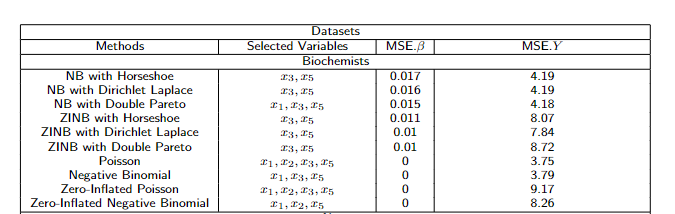 Datasets
Methods Selected Variables MSE.β MSE.Y
Biochemists
NB with Horseshoe x₃, x₅ 0.017 4.19
NB with Dirichlet Laplace x₃, x₅ 0.016 4.19
NB with Double Pareto x₁, x₃, x₅ 0.015 4.18
ZINB with Horseshoe x₃, x₅ 0.011 8.07
ZINB with Dirichlet Laplace x₃, x₅ 0.01 7.84
ZINB with Double Pareto x₃, x₅ 0.01 8.72
Poisson x₁, x₂, x₃, x₅ 0 3.75
Negative Binomial x₁, x₃, x₅ 0 3.79
Zero-Inflated Poisson x₁, x₂, x₃, x₅ 0 9.17
Zero-Inflated Negative Binomial x₁, x₂, x₅ 0 8.26